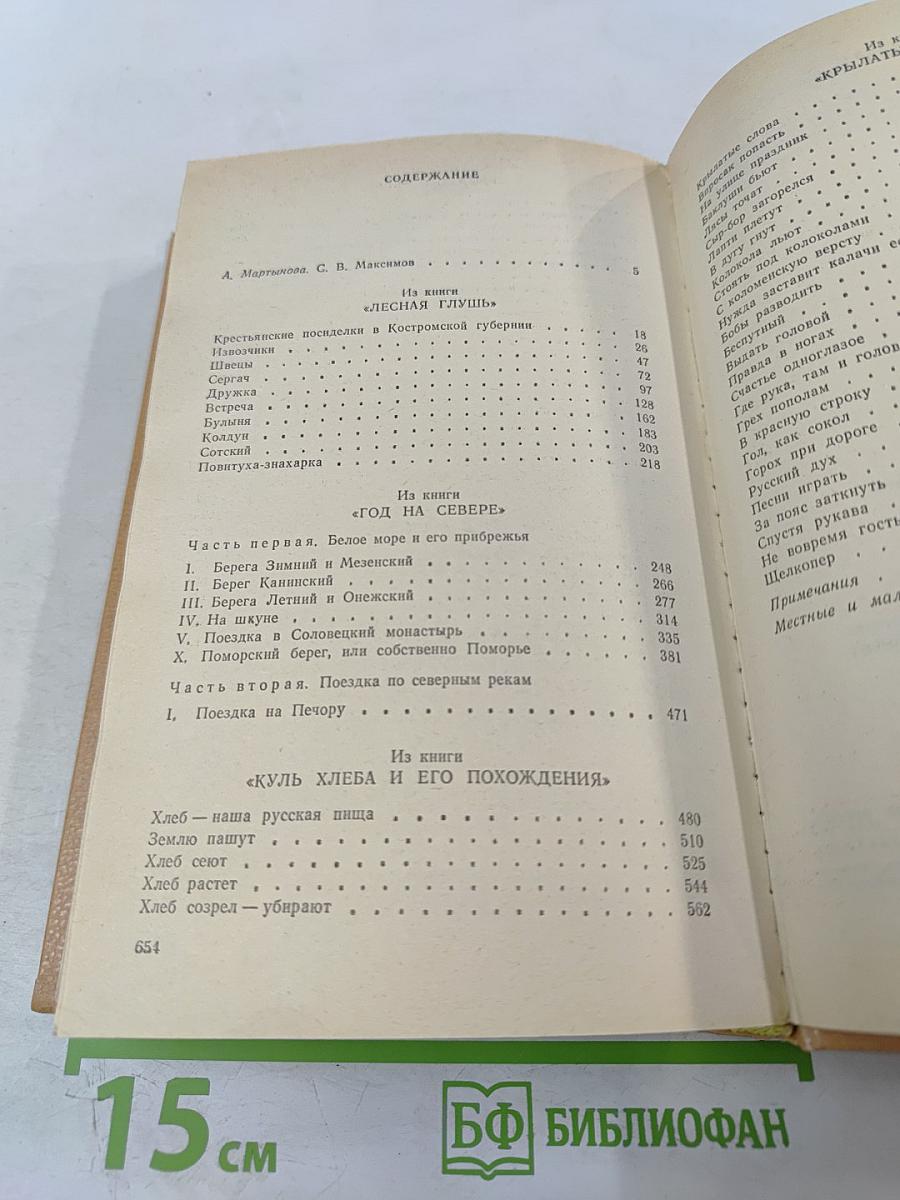 СОДЕРЖАНИЕ
А. Мартынова. С. В. Максимов . . . . . . . . . . . . 5
Из книги
«ЛЕСНАЯ ГЛУШЬ»
Крестьянские посиделки в Костромской губернии . . . . . 18
Извозчики . . . . . . . . . . . . . . . . . 26
Швецы . . . . . . . . . . . . . . . . . . 47
Сергач . . . . . . . . . . . . . . . . . . 72
Дружка . . . . . . . . . . . . . . . . . . 97
Встреча . . . . . . . . . . . . . . . . . . 128
Булыня . . . . . . . . . . . . . . . . . . 162
Колдун . . . . . . . . . . . . . . . . . . 183
Сотский . . . . . . . . . . . . . . . . . . 203
Повитуха-знахарка . . . . . . . . . . . . . . . 218
Из книги
«ГОД НА СЕВЕРЕ»
Часть первая. Белое море и его прибрежья
I. Берега Зимний и Мезенский . . . . . . . . . . . 248
II. Берег Канинский . . . . . . . . . . . . . . 266
III. Берега Летний и Онежский . . . . . . . . . . . 277
IV. На шкуне . . . . . . . . . . . . . . . . 314
V. Поездка в Соловецкий монастырь . . . . . . . . . 335
X. Поморский берег, или собственно Поморье . . . . . . 381
Часть вторая. Поездка по северным рекам
I. Поездка на Печору . . . . . . . . . . . . . . . 471
Из книги
«КУЛЬ ХЛЕБА И ЕГО ПОХОЖДЕНИЯ»
Хлеб — наша русская пища . . . . . . . . . . . . 480
Землю пашут . . . . . . . . . . . . . . . . . 510
Хлеб сеют . . . . . . . . . . . . . . . . . . 525
Хлеб растет . . . . . . . . . . . . . . . . . 544
Хлеб созрел — убирают . . . . . . . . . . . . . 562
654
Из
«КРЫЛАТЫ
Крылатые слова . . . . .
Впросак попасть . . . . .
На улице праздник . . . .
Баклуши бьют . . . . .
Лясы точат . . . . .
Сыр-бор загорелся . . . .
Лапти плетут . . . . .
В дугу гнут . . . . .
Колокола льют . . . . .
Стоять под колоколами . .
С коломенскую версту . . .
Нужда заставит калачи ес
Бобы разводить . . . .
Беспутный . . . . .
Выдать головой . . . .
Правда в ногах . . . .
Счастье одноглазое . . .
Где рука, там и голов
Грех пополам . . . .
В красную строку . . .
Гол, как сокол . . . .
Горох при дороге . . .
Русский дух . . . .
Песни играть . . . .
За пояс заткнуть . .
Спустя рукава . . .
Не вовремя гость
Щелкопер . . .
Примечания .
Местные и мал
15 см
БФ БИБЛИОФАН